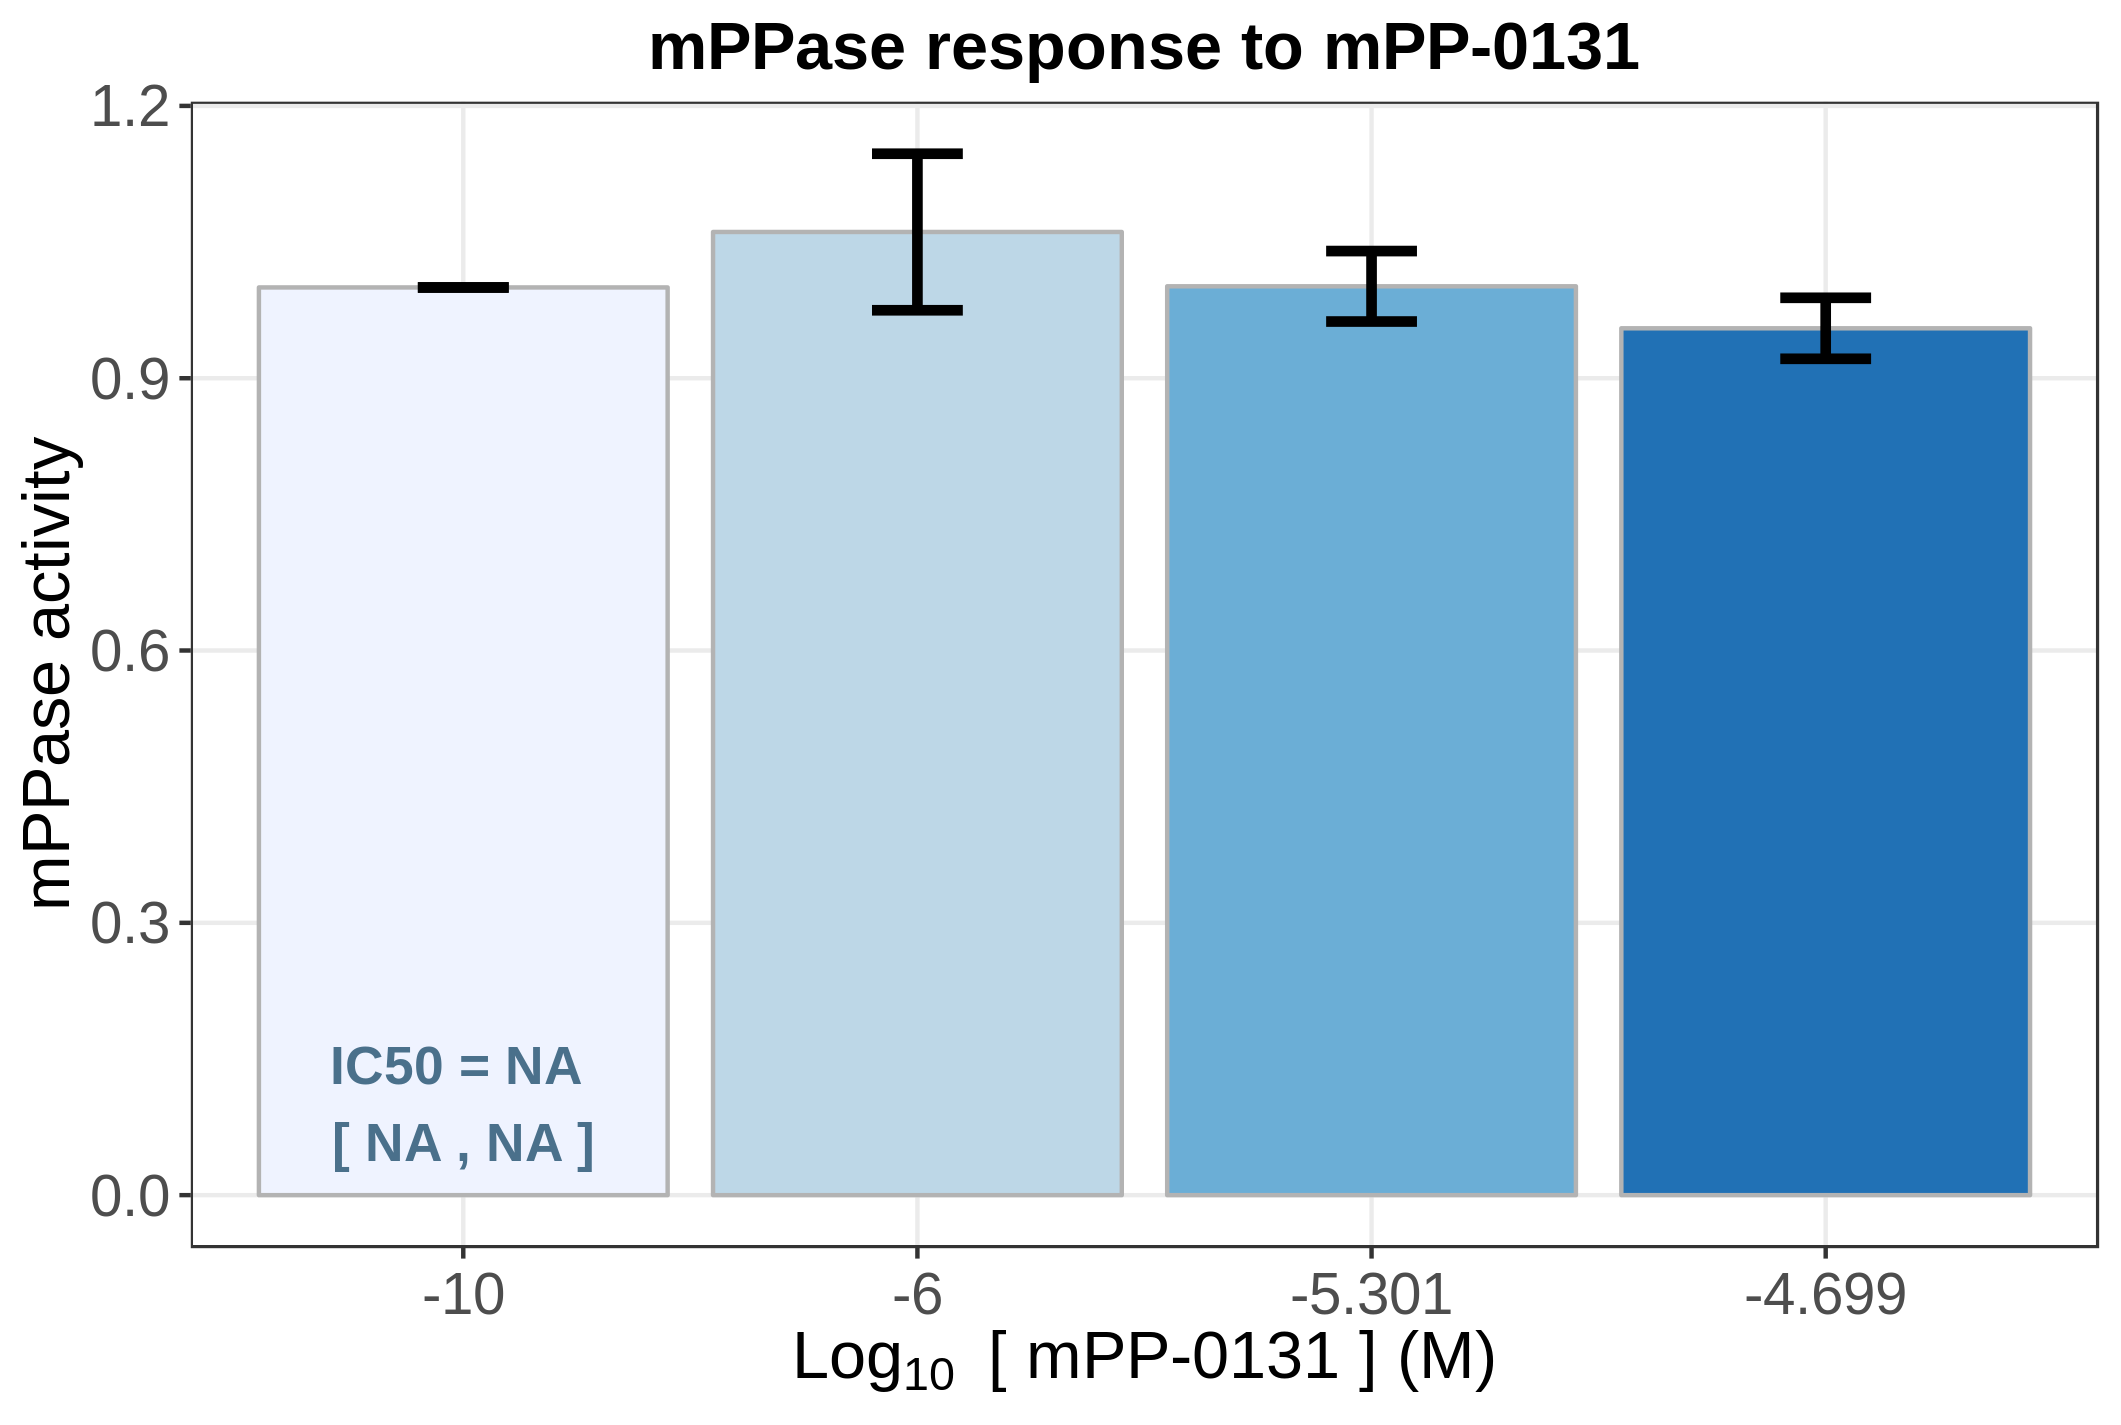 mPPase response to mPP-0131
1.2
0.9
0.6
0.3
0.0
mPPase activity
IC50 = NA
[ NA , NA ]
-10 -6 -5.301 -4.699
Log10 [ mPP-0131 ] (M)